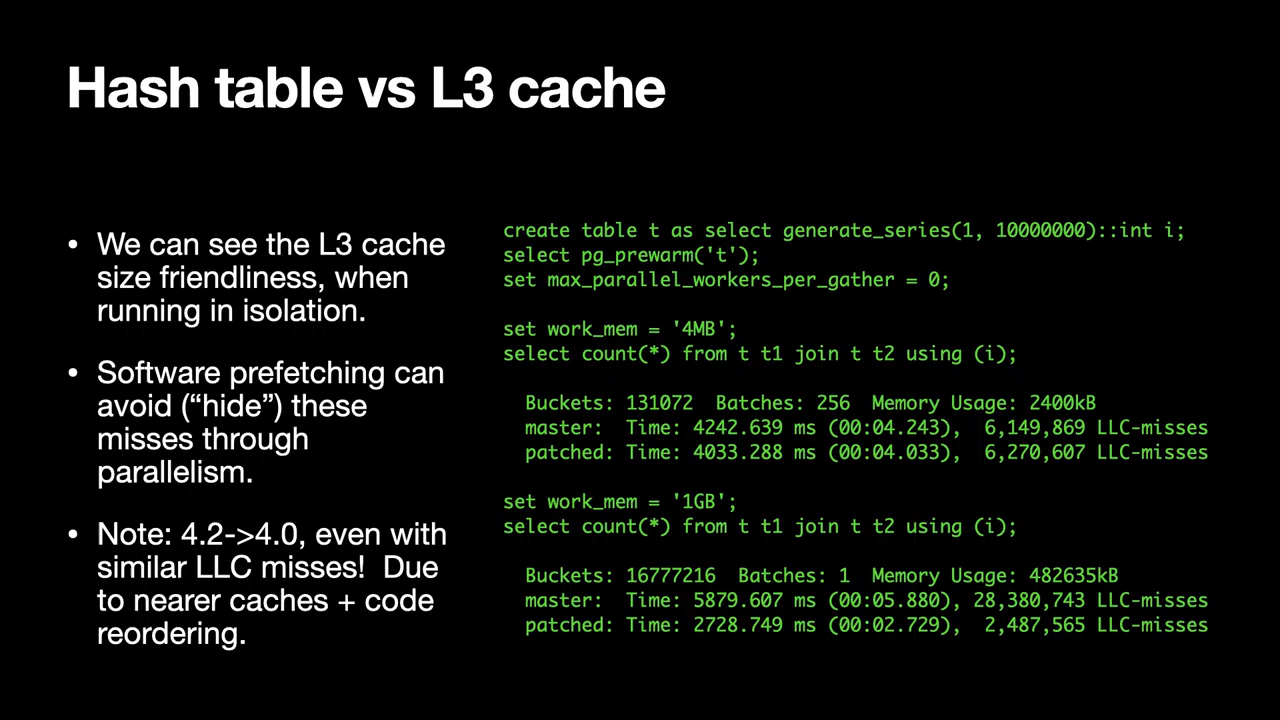 Hash table vs L3 cache
• We can see the L3 cache
size friendliness, when
running in isolation.
• Software prefetching can
avoid (“hide”) these
misses through
parallelism.
• Note: 4.2->4.0, even with
similar LLC misses!  Due
to nearer caches + code
reordering.
create table t as select generate_series(1, 10000000)::int i;
select pg_prewarm('t');
set max_parallel_workers_per_gather = 0;
set work_mem = '4MB';
select count(*) from t t1 join t t2 using (i);
  Buckets: 131072  Batches: 256  Memory Usage: 2400kB
  master:  Time: 4242.639 ms (00:04.243),  6,149,869 LLC-misses
  patched: Time: 4033.288 ms (00:04.033),  6,270,607 LLC-misses
set work_mem = '1GB';
select count(*) from t t1 join t t2 using (i);
  Buckets: 16777216  Batches: 1  Memory Usage: 482635kB
  master:  Time: 5879.607 ms (00:05.880), 28,380,743 LLC-misses
  patched: Time: 2728.749 ms (00:02.729),  2,487,565 LLC-misses